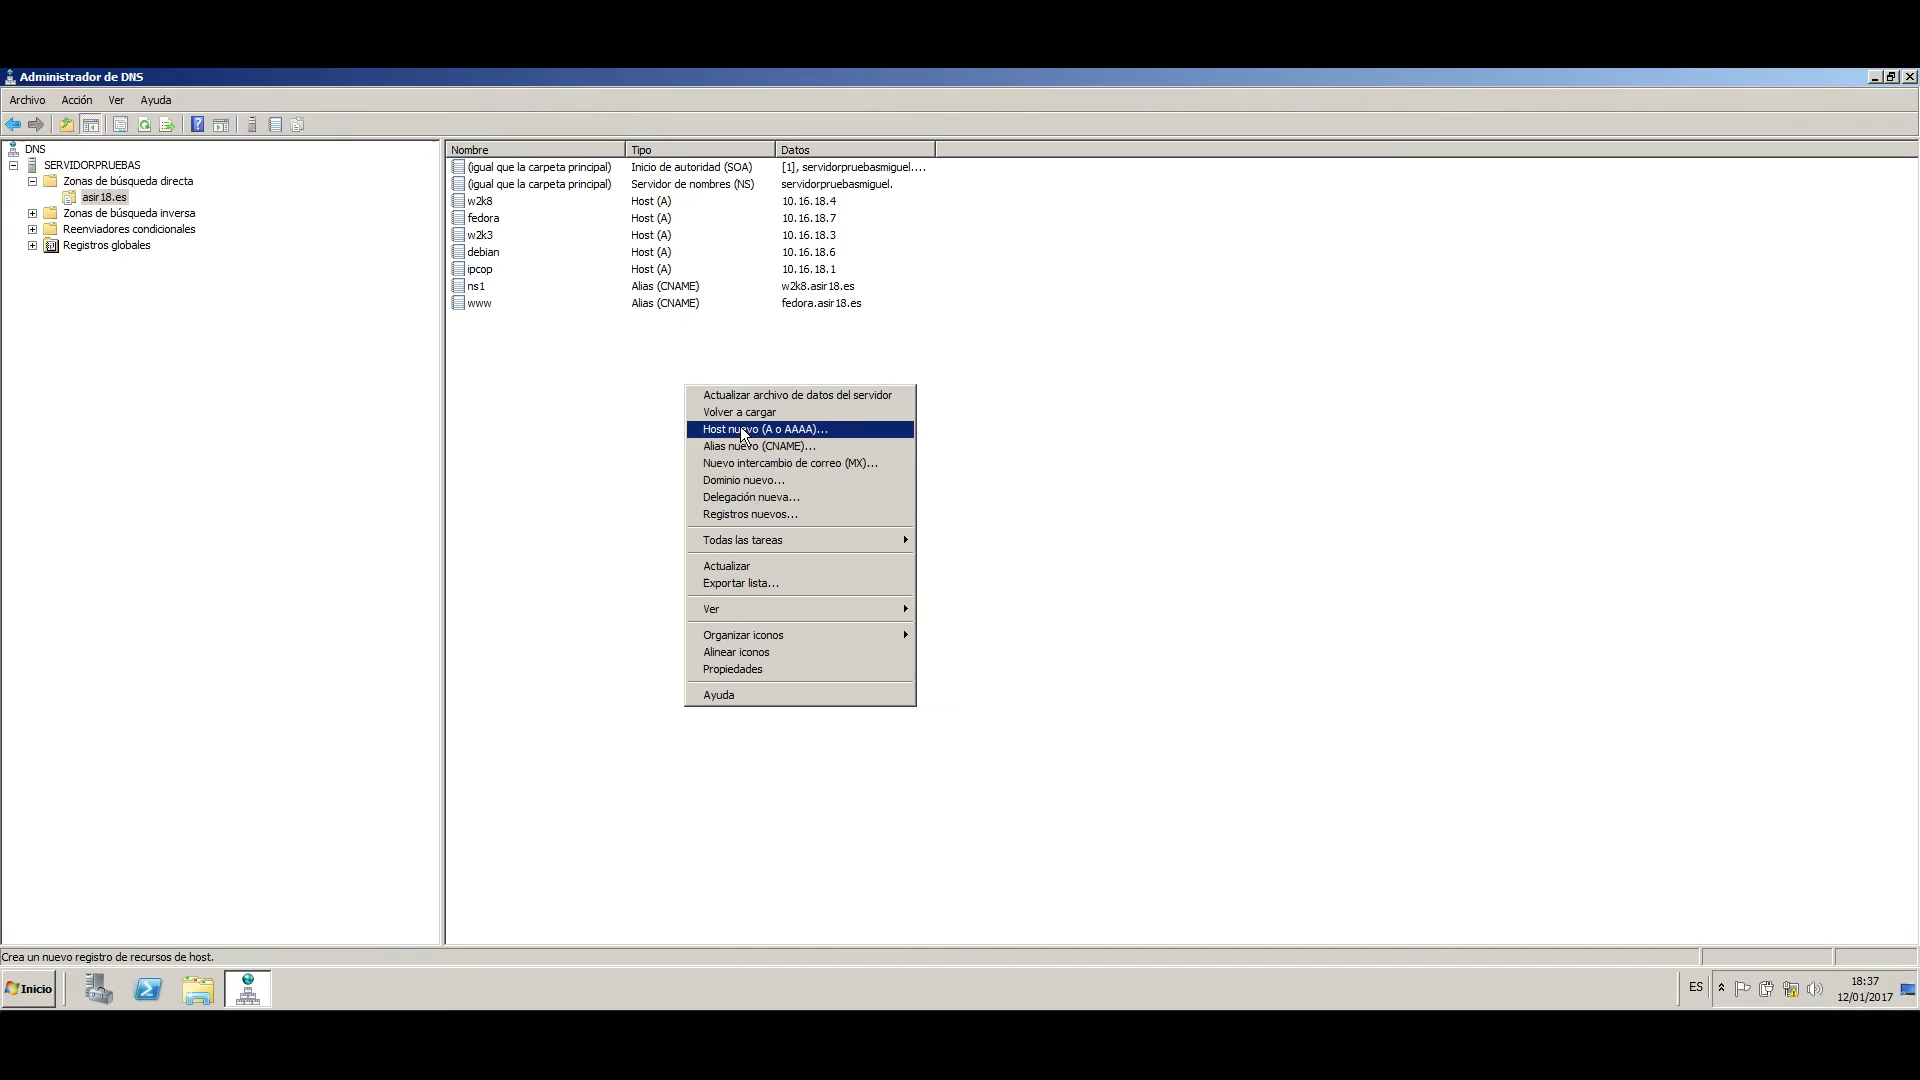 Administrador de DNS
Archivo Acción Ver Ayuda
DNS
SERVIDORPRUEBAS
Zonas de búsqueda directa
asir18.es
Zonas de búsqueda inversa
Reenviadores condicionales
Registros globales
Nombre Tipo Datos
(igual que la carpeta principal) Inicio de autoridad (SOA) [1], servidorpruebasmiguel....
(igual que la carpeta principal) Servidor de nombres (NS) servidorpruebasmiguel.
w2k8 Host (A) 10.16.18.4
fedora Host (A) 10.16.18.7
w2k3 Host (A) 10.16.18.3
debian Host (A) 10.16.18.6
ipcop Host (A) 10.16.18.1
ns1 Alias (CNAME) w2k8.asir18.es
www Alias (CNAME) fedora.asir18.es
Actualizar archivo de datos del servidor
Volver a cargar
Host nuevo (A o AAAA)...
Alias nuevo (CNAME)...
Nuevo intercambio de correo (MX)...
Dominio nuevo...
Delegación nueva...
Registros nuevos...
Todas las tareas
Actualizar
Exportar lista...
Ver
Organizar iconos
Alinear iconos
Propiedades
Ayuda
Crea un nuevo registro de recursos de host.
Inicio
ES
18:37
12/01/2017